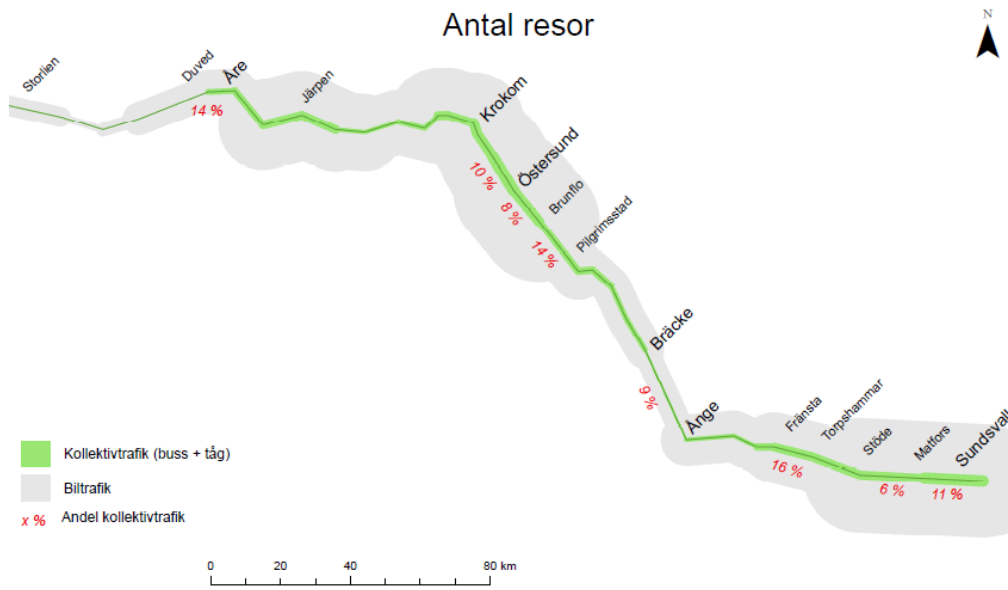 Antal resor
N
Storlien
Duved
Åre
Järpen
14 %
Krokom
Östersund
Brunflo
Pilgrimsstad
10 %
8 %
14 %
Bräcke
9 %
Ånge
Fränsta
Torpshammar
Stöde
Matfors
Sundsvall
16 %
6 %
11 %
Kollektivtrafik (buss + tåg)
Biltrafik
x % Andel kollektivtrafik
0 20 40 80 km